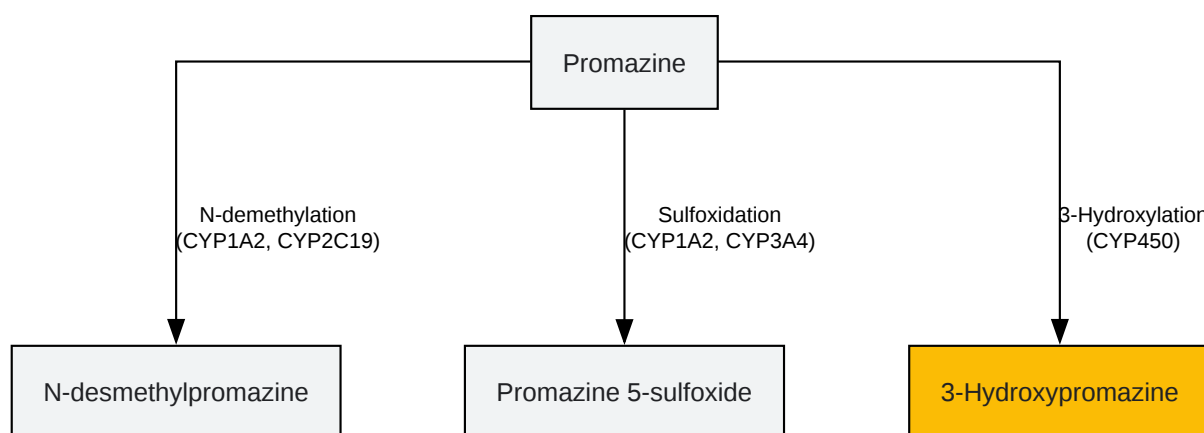 Promazine
N-demethylation
(CYP1A2, CYP2C19)
Sulfoxidation
(CYP1A2, CYP3A4)
3-Hydroxylation
(CYP450)
N-desmethylpromazine
Promazine 5-sulfoxide
3-Hydroxypromazine